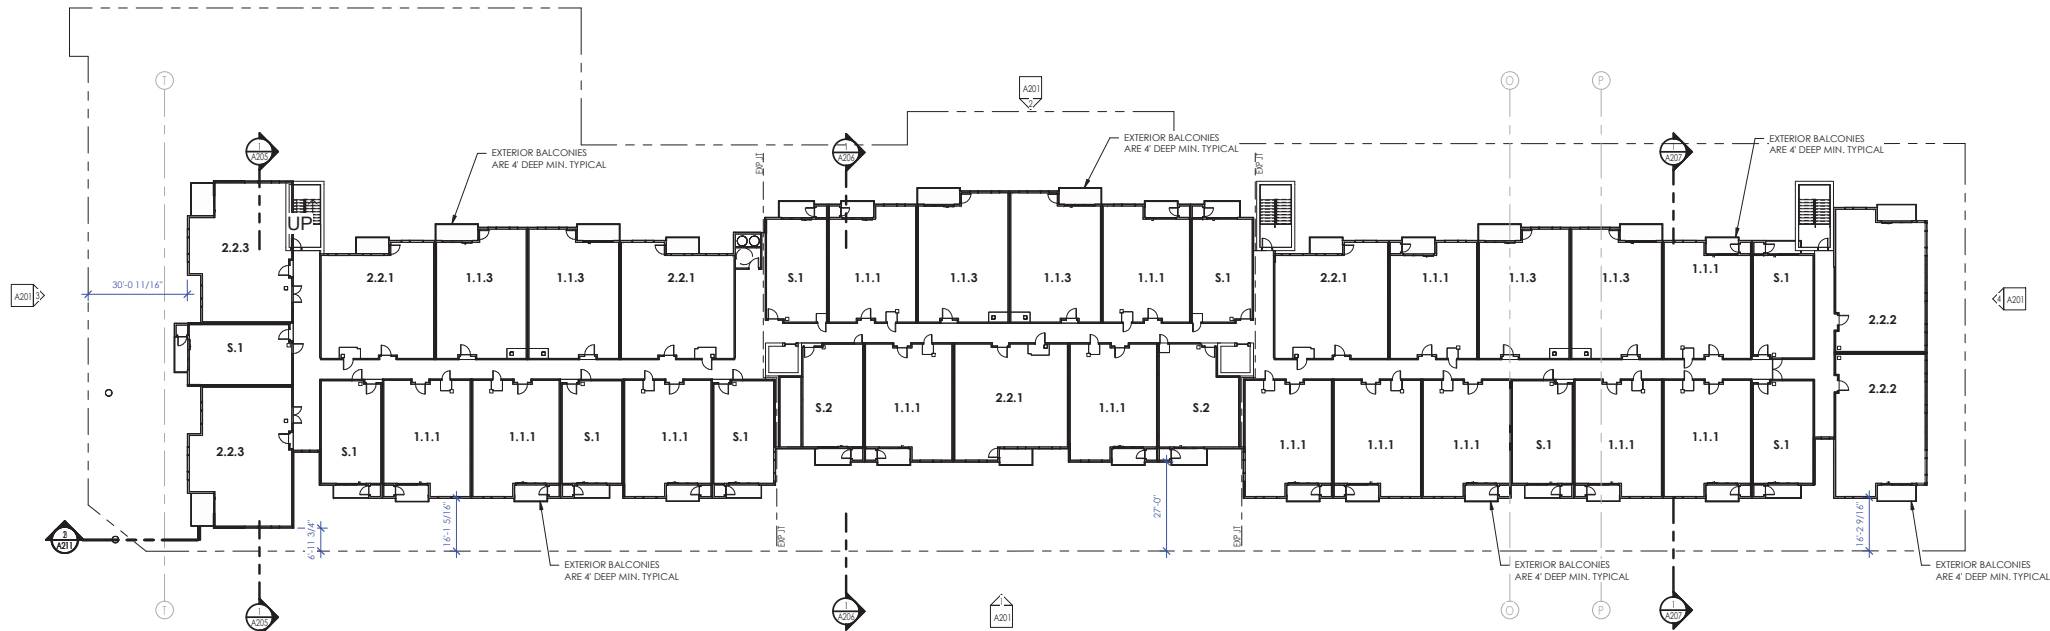 T
O
P
A201
2
1
A205
1
A206
1
A207
EXTERIOR BALCONIES
ARE 4' DEEP MIN. TYPICAL
EXTERIOR BALCONIES
ARE 4' DEEP MIN. TYPICAL
EXTERIOR BALCONIES
ARE 4' DEEP MIN. TYPICAL
EXP JT
EXP JT
UP
2.2.3
2.2.1
1.1.3
1.1.3
2.2.1
S.1
1.1.1
1.1.3
1.1.3
1.1.1
S.1
2.2.1
1.1.1
1.1.3
1.1.3
1.1.1
S.1
30'-0 11/16"
A201
3
4
A201
2.2.2
S.1
2.2.2
2.2.3
S.1
1.1.1
1.1.1
S.1
1.1.1
S.1
S.2
1.1.1
2.2.1
1.1.1
S.2
1.1.1
1.1.1
1.1.1
S.1
1.1.1
1.1.1
S.1
6'-11 3/4"
16'-1 5/16"
27'-0"
16'-2 9/16"
EXP JT
EXP JT
2
A211
EXTERIOR BALCONIES
ARE 4' DEEP MIN. TYPICAL
EXTERIOR BALCONIES
ARE 4' DEEP MIN. TYPICAL
EXTERIOR BALCONIES
ARE 4' DEEP MIN. TYPICAL
T
1
A205
1
A206
1
A201
O
P
1
A207